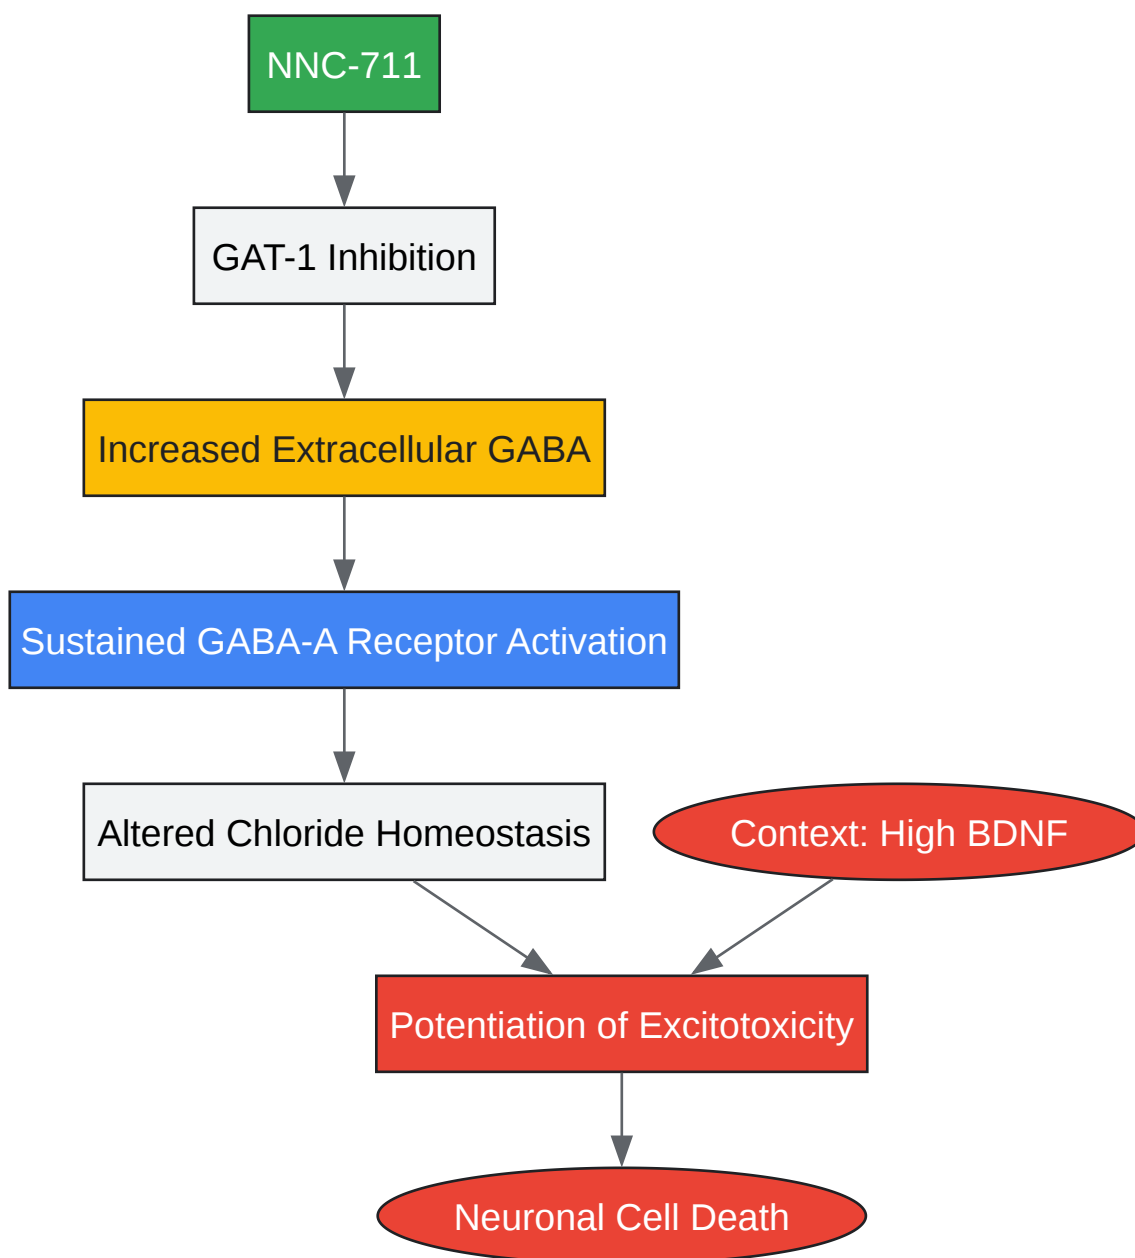 NNC-711
GAT-1 Inhibition
Increased Extracellular GABA
Sustained GABA-A Receptor Activation
Altered Chloride Homeostasis
Context: High BDNF
Potentiation of Excitotoxicity
Neuronal Cell Death